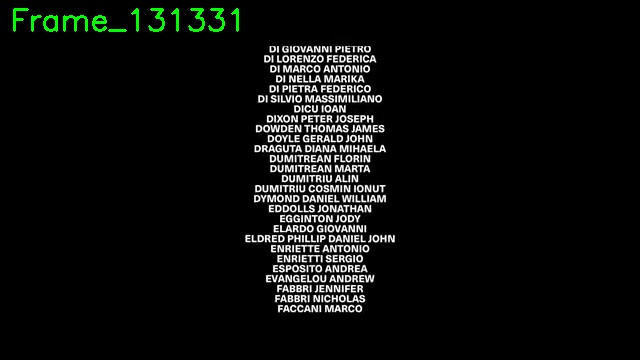 Frame_131331
DI GIOVANNI PIETRO
DI LORENZO FEDERICA
DI MARCO ANTONIO
DI NELLA MARIKA
DI PIETRA FEDERICO
DI SILVIO MASSIMILIANO
DICU IOAN
DIXON PETER JOSEPH
DOWDEN THOMAS JAMES
DOYLE GERALD JOHN
DRAGUTA DIANA MIHAELA
DUMITREAN FLORIN
DUMITREAN MARTA
DUMITRIU ALIN
DUMITRIU COSMIN IONUT
DYMOND DANIEL WILLIAM
EDDOLLS JONATHAN
EGGINTON JODY
ELARDO GIOVANNI
ELDRED PHILLIP DANIEL JOHN
ENRIETTE ANTONIO
ENRIETTI SERGIO
ESPOSITO ANDREA
EVANGELOU ANDREW
FABBRI JENNIFER
FABBRI NICHOLAS
FACCANI MARCO